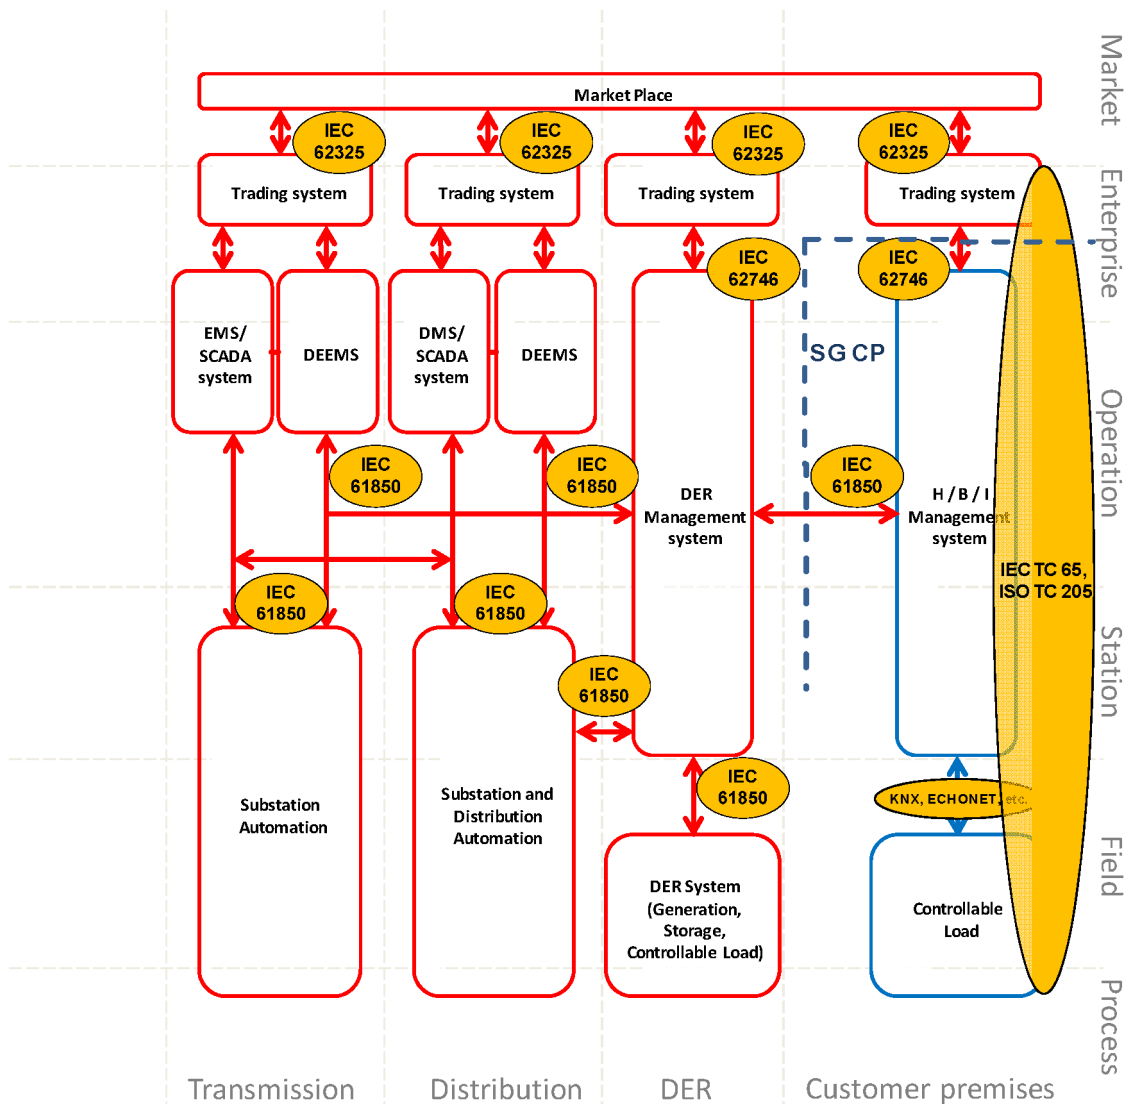 Market
Market Place
IEC
62325
IEC
62325
IEC
62325
IEC
62325
Trading system
Trading system
Trading system
Trading system
Enterprise
IEC
62746
IEC
62746
EMS/
SCADA
system
DEEMS
DMS/
SCADA
system
DEEMS
SG CP
Operation
IEC
61850
IEC
61850
IEC
61850
DER
Management
system
H / B / I
Management
system
IEC TC 65,
ISO TC 205
IEC
61850
IEC
61850
Station
IEC
61850
IEC
61850
KNX, ECHONET, etc.
Substation
Automation
Substation and
Distribution
Automation
Field
DER System
(Generation,
Storage,
Controllable Load)
Controllable
Load
Process
Transmission
Distribution
DER
Customer premises